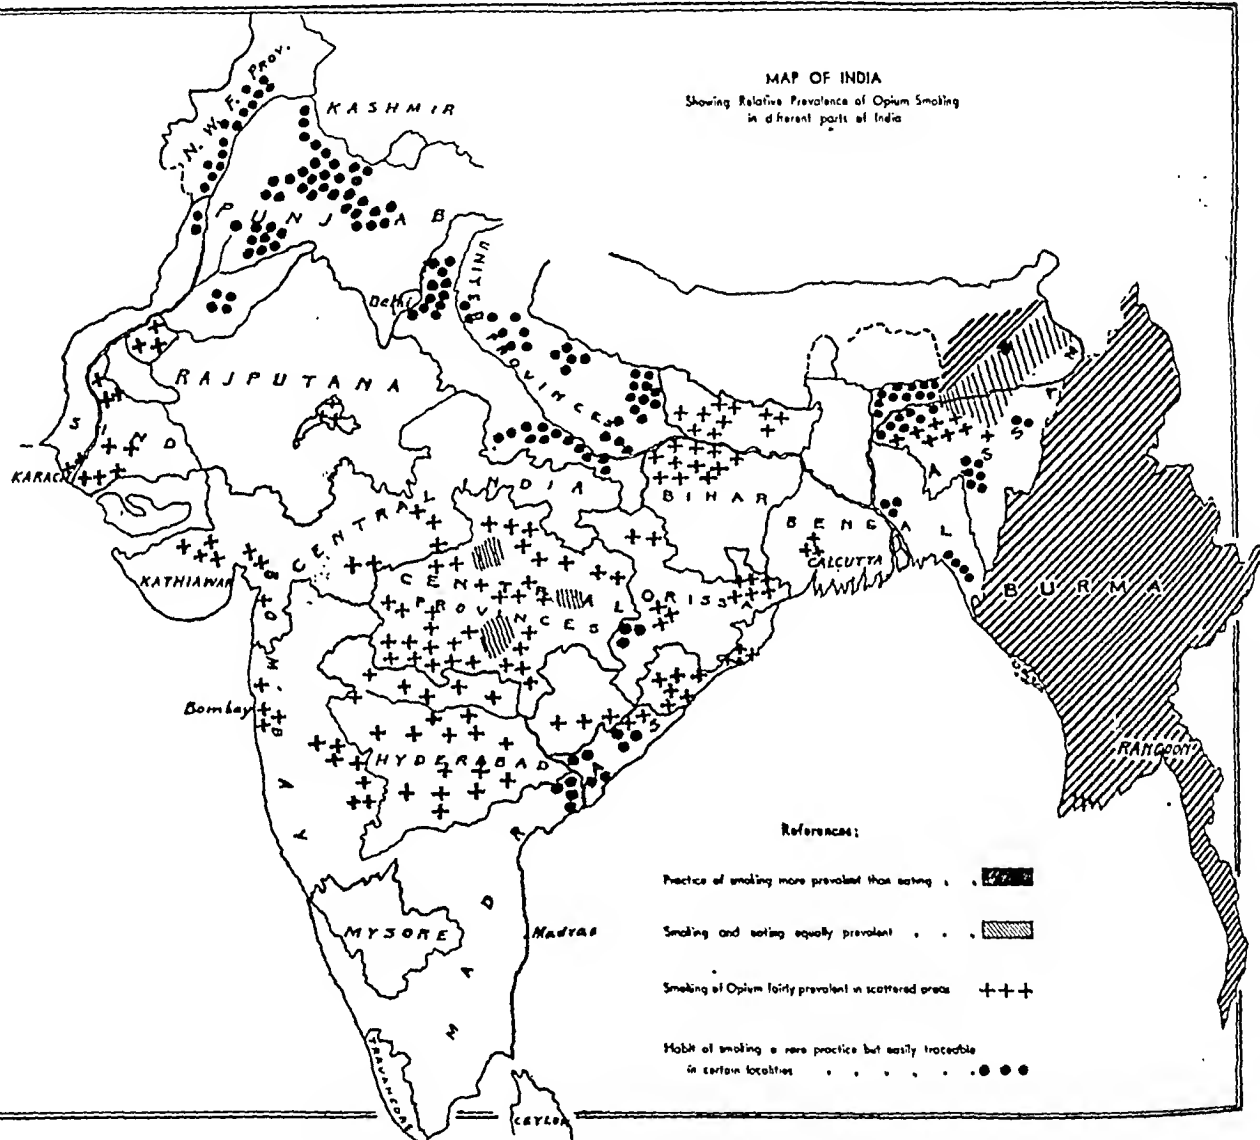 MAP OF INDIA
Showing Relative Prevalence of Opium Smoking
in different parts of India
N. W. F. PROV.
KASHMIR
PUNJAB
Delhi
UNITED PROVINCES
RAJPUTANA
SIND
KARACHI
KATHIAWAR
CENTRAL INDIA
BIHAR
BENGAL
CALCUTTA
ASSAM
BURMA
RANGOON
CENTRAL
PROVINCES
ORISSA
BOMBAY
Bombay
HYDERABAD
MADRAS
MYSORE
Madras
TRAVANCORE
CEYLON
References:
Practice of smoking more prevalent than eating . .
Smoking and eating equally prevalent . . .
Smoking of Opium fairly prevalent in scattered areas +++
Habit of smoking a rare practice but easily traceable
in certain localities . . . . . .